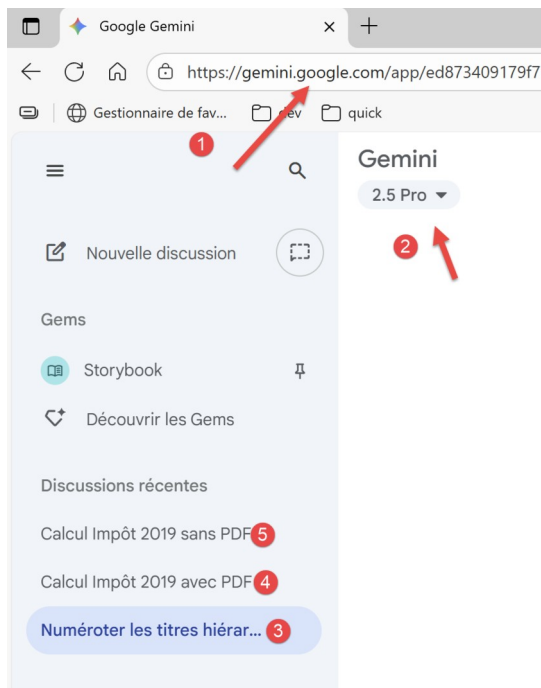 Google Gemini
https://gemini.google.com/app/ed873409179f7
Gestionnaire de fav... dev quick
1
Gemini
2.5 Pro
2
Nouvelle discussion
Gems
Storybook
Découvrir les Gems
Discussions récentes
Calcul Impôt 2019 sans PDF 5
Calcul Impôt 2019 avec PDF 4
Numéroter les titres hiérar... 3